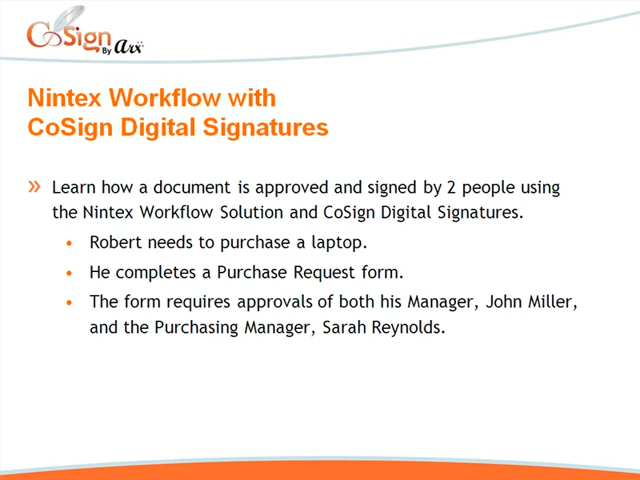 CoSign
By arx
Nintex Workflow with
CoSign Digital Signatures
» Learn how a document is approved and signed by 2 people using
the Nintex Workflow Solution and CoSign Digital Signatures.
• Robert needs to purchase a laptop.
• He completes a Purchase Request form.
• The form requires approvals of both his Manager, John Miller,
and the Purchasing Manager, Sarah Reynolds.